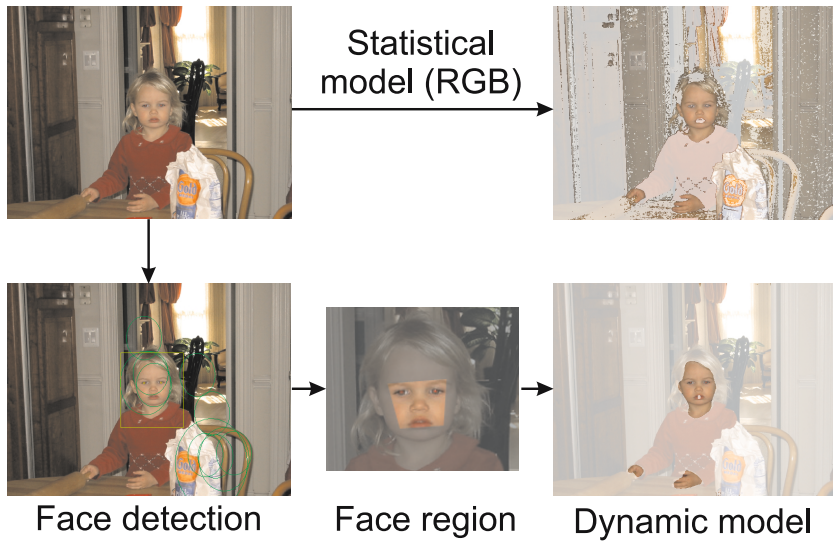 Statistical
model (RGB)
Face detection
Face region
Dynamic model